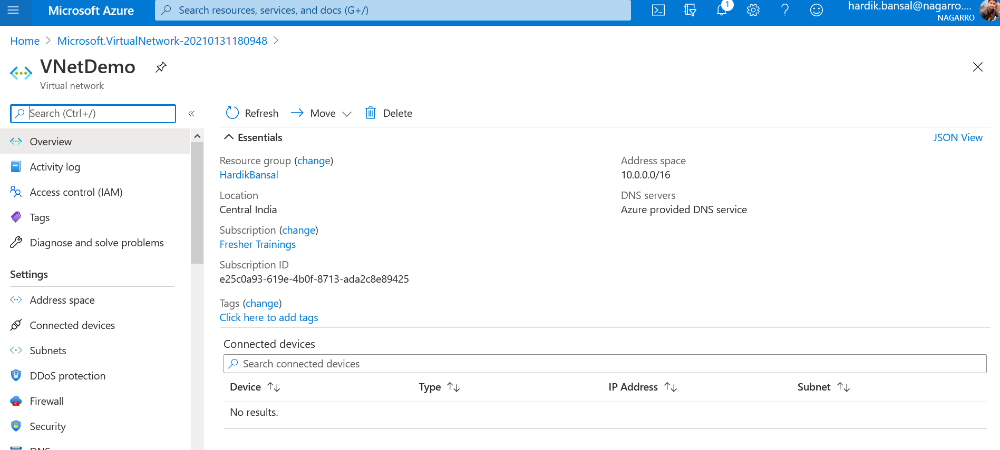 Microsoft Azure
Search resources, services, and docs (G+/)
1
hardik.bansal@nagarro....
NAGARRO
Home > Microsoft.VirtualNetwork-20210131180948 >
VNetDemo
Virtual network
Search (Ctrl+/)
«
Refresh
Move
Delete
Overview
Activity log
Access control (IAM)
Tags
Diagnose and solve problems
Settings
Address space
Connected devices
Subnets
DDoS protection
Firewall
Security
DNS
Essentials
JSON View
Resource group (change)
HardikBansal
Location
Central India
Subscription (change)
Fresher Trainings
Subscription ID
e25c0a93-619e-4b0f-8713-ada2c8e89425
Tags (change)
Click here to add tags
Address space
10.0.0.0/16
DNS servers
Azure provided DNS service
Connected devices
Search connected devices
Device ↑↓ Type ↑↓ IP Address ↑↓ Subnet ↑↓
No results.